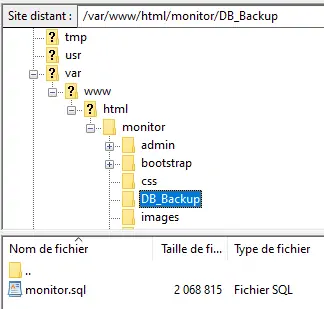 Site distant : /var/www/html/monitor/DB_Backup
tmp
usr
var
www
html
monitor
admin
bootstrap
css
DB_Backup
images
Nom de fichier Taille de fi... Type de fichier
..
monitor.sql 2 068 815 Fichier SQL